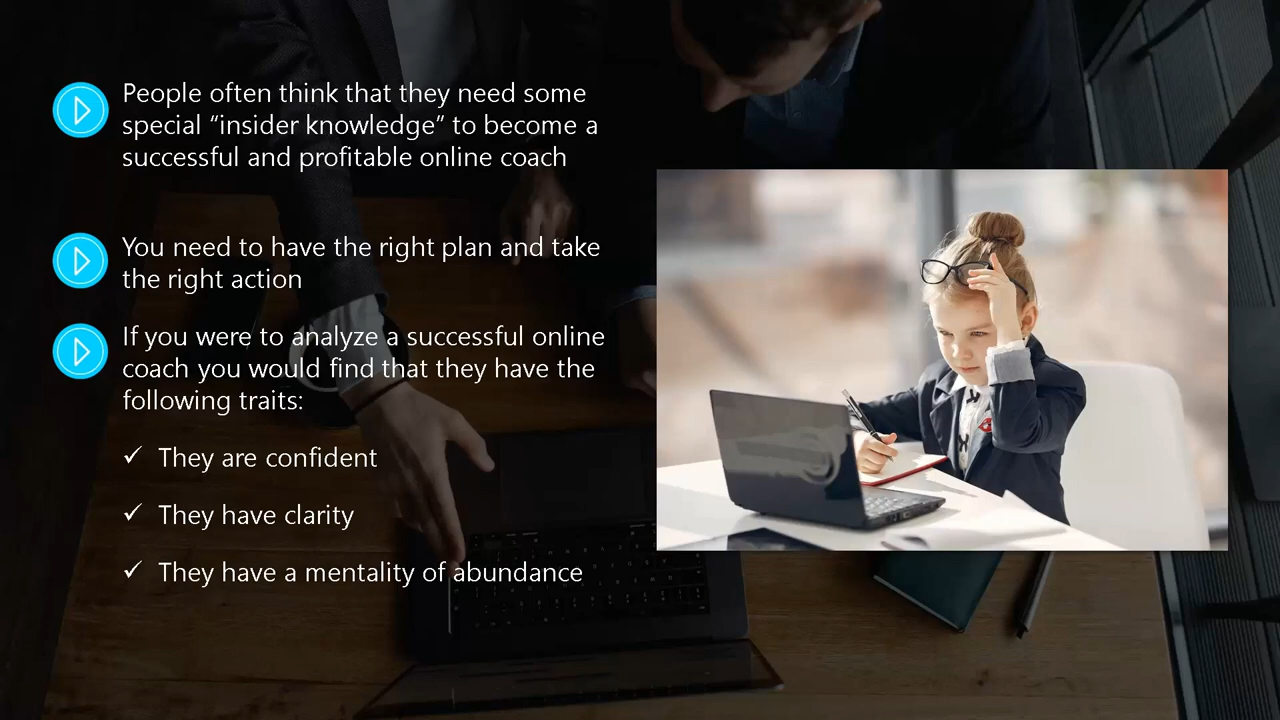 People often think that they need some
special “insider knowledge” to become a
successful and profitable online coach
You need to have the right plan and take
the right action
If you were to analyze a successful online
coach you would find that they have the
following traits:
✓ They are confident
✓ They have clarity
✓ They have a mentality of abundance